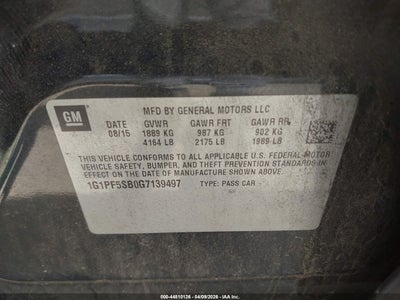 GM
MFD BY GENERAL MOTORS LLC
DATE GVWR GAWR FRT GAWR RR
08/15 1889 KG 987 KG 902 KG
4164 LB 2175 LB 1989 LB
THIS VEHICLE CONFORMS TO ALL APPLICABLE U.S. FEDERAL-MOTOR
VEHICLE SAFETY, BUMPER, AND THEFT PREVENTION STANDARDS
IN EFFECT ON THE DATE OF MANUFACTURE SHOWN ABOVE.
1G1PF5SB0G7139497 TYPE: PASS CAR
000-44810126 - 04/09/2026 - IAA